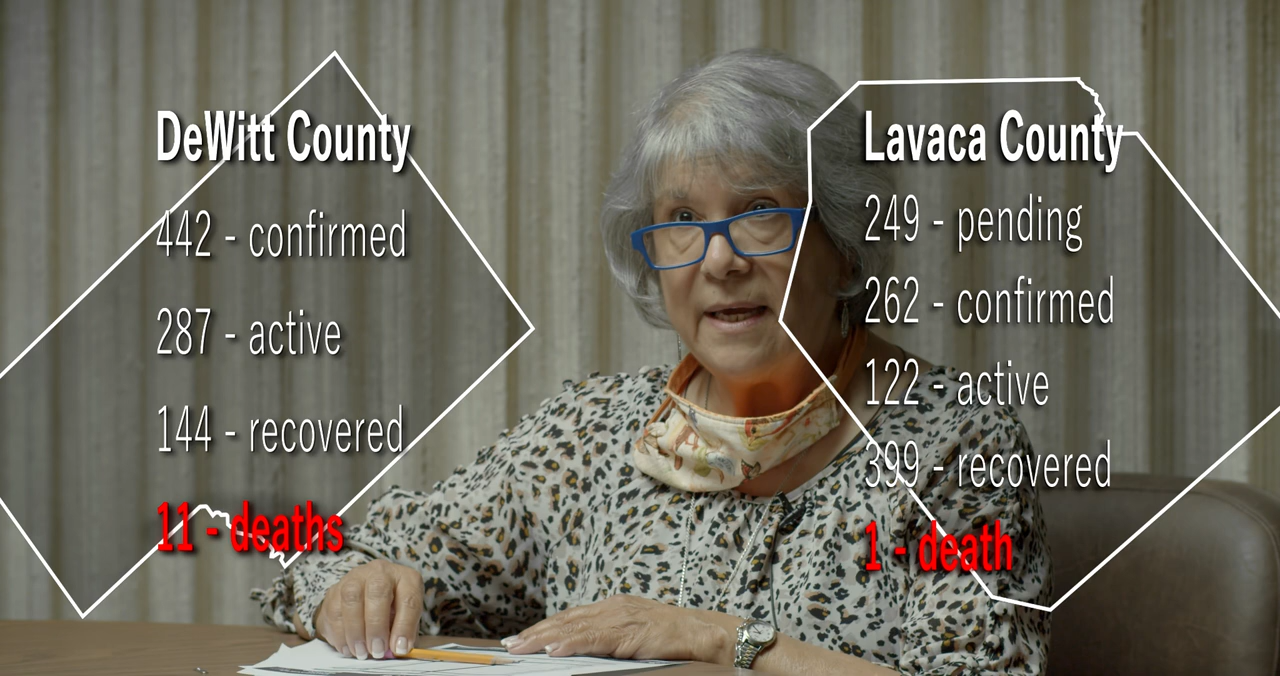 DeWitt County
442 - confirmed
287 - active
144 - recovered
11 - deaths
Lavaca County
249 - pending
262 - confirmed
122 - active
399 - recovered
1 - death